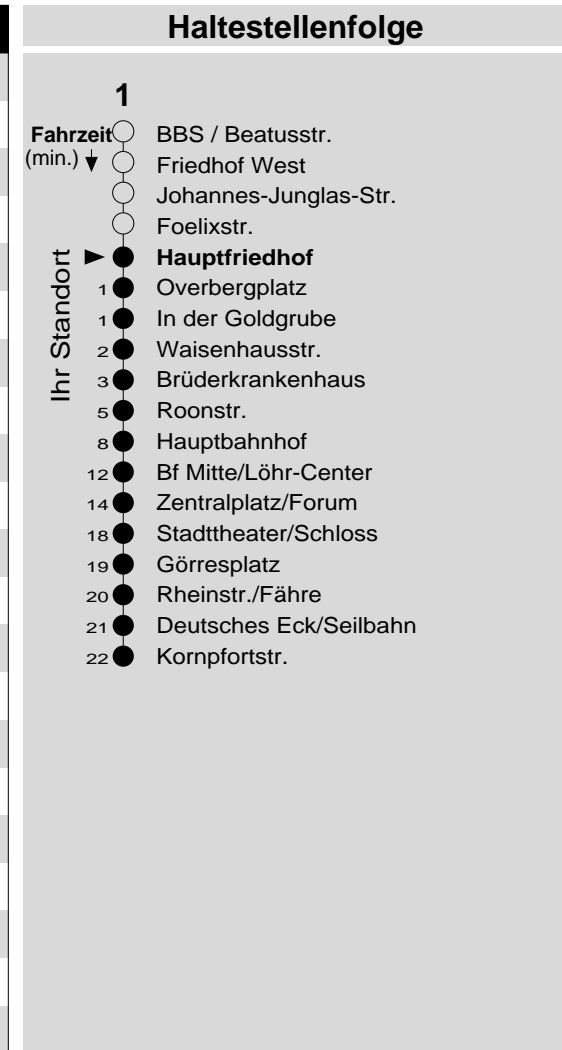 Haltestellenfolge
1
Fahrzeit BBS / Beatusstr.
(min.) Friedhof West
Johannes-Junglas-Str.
Foelixstr.
Ihr Standort
Hauptfriedhof
1 Overbergplatz
1 In der Goldgrube
2 Waisenhausstr.
3 Brüderkrankenhaus
5 Roonstr.
8 Hauptbahnhof
12 Bf Mitte/Löhr-Center
14 Zentralplatz/Forum
18 Stadttheater/Schloss
19 Görresplatz
20 Rheinstr./Fähre
21 Deutsches Eck/Seilbahn
22 Kornpfortstr.